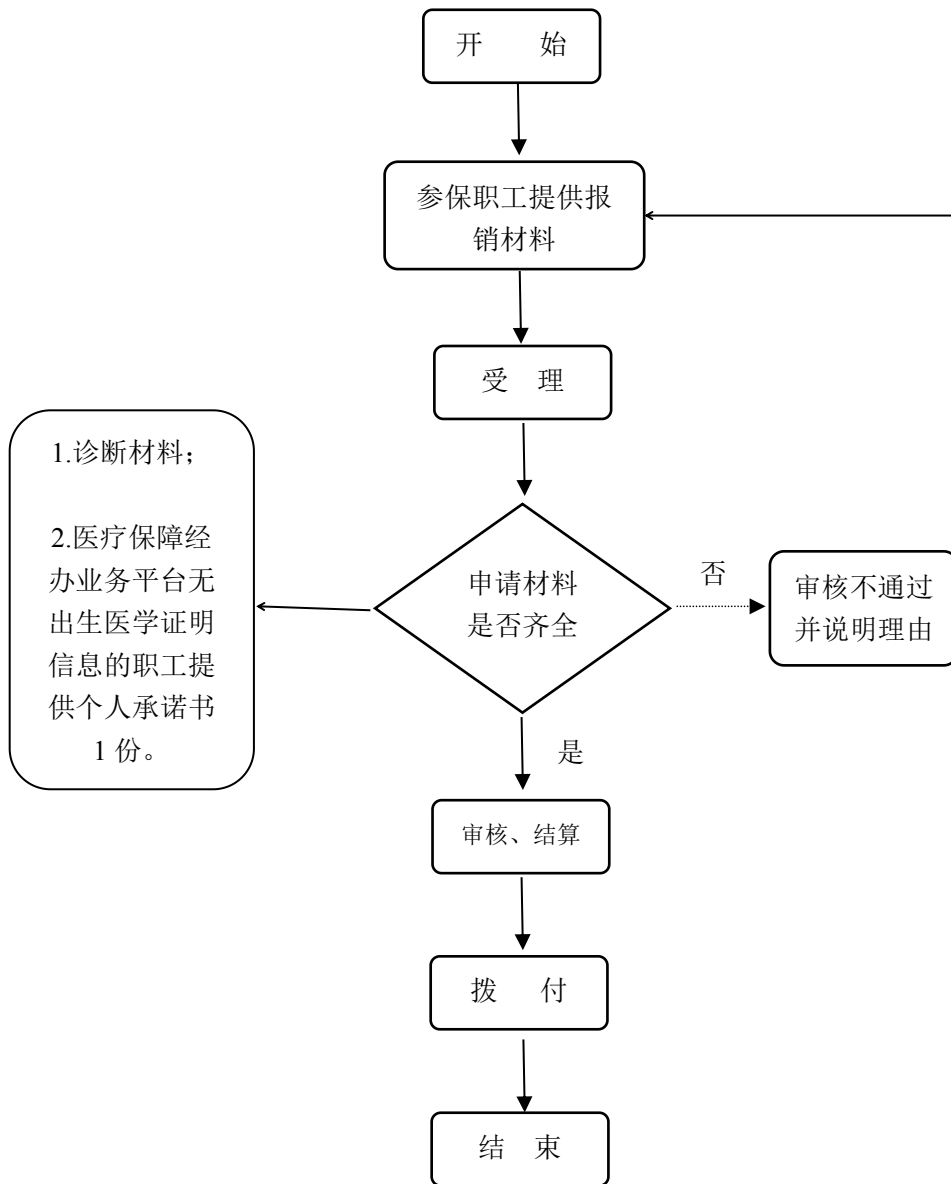 开 始
参保职工提供报
销材料
受 理
1.诊断材料；
2.医疗保障经
办业务平台无
出生医学证明
信息的职工提
供个人承诺书
1 份。
申请材料
是否齐全
否
审核不通过
并说明理由
是
审核、结算
拨 付
结 束